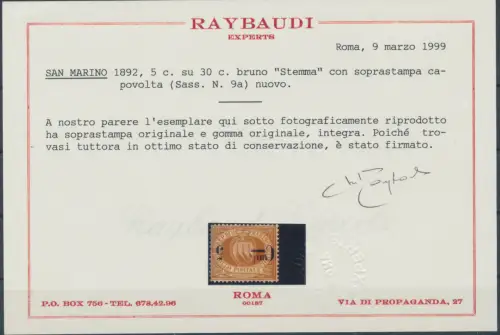 RAYBAUDI
EXPERTS
Roma, 9 marzo 1999
SAN MARINO 1892, 5 c. su 30 c. bruno "Stemma" con soprastampa ca-
povolta (Sass. N. 9a) nuovo.
A nostro parere l'esemplare qui sotto fotograficamente riprodotto
ha soprastampa originale e gomma originale, integra. Poiché tro-
vasi tuttora in ottimo stato di conservazione, è stato firmato.
ROMA
00187
P.O. BOX 756 - TEL. 678.42.96
VIA DI PROPAGANDA, 27